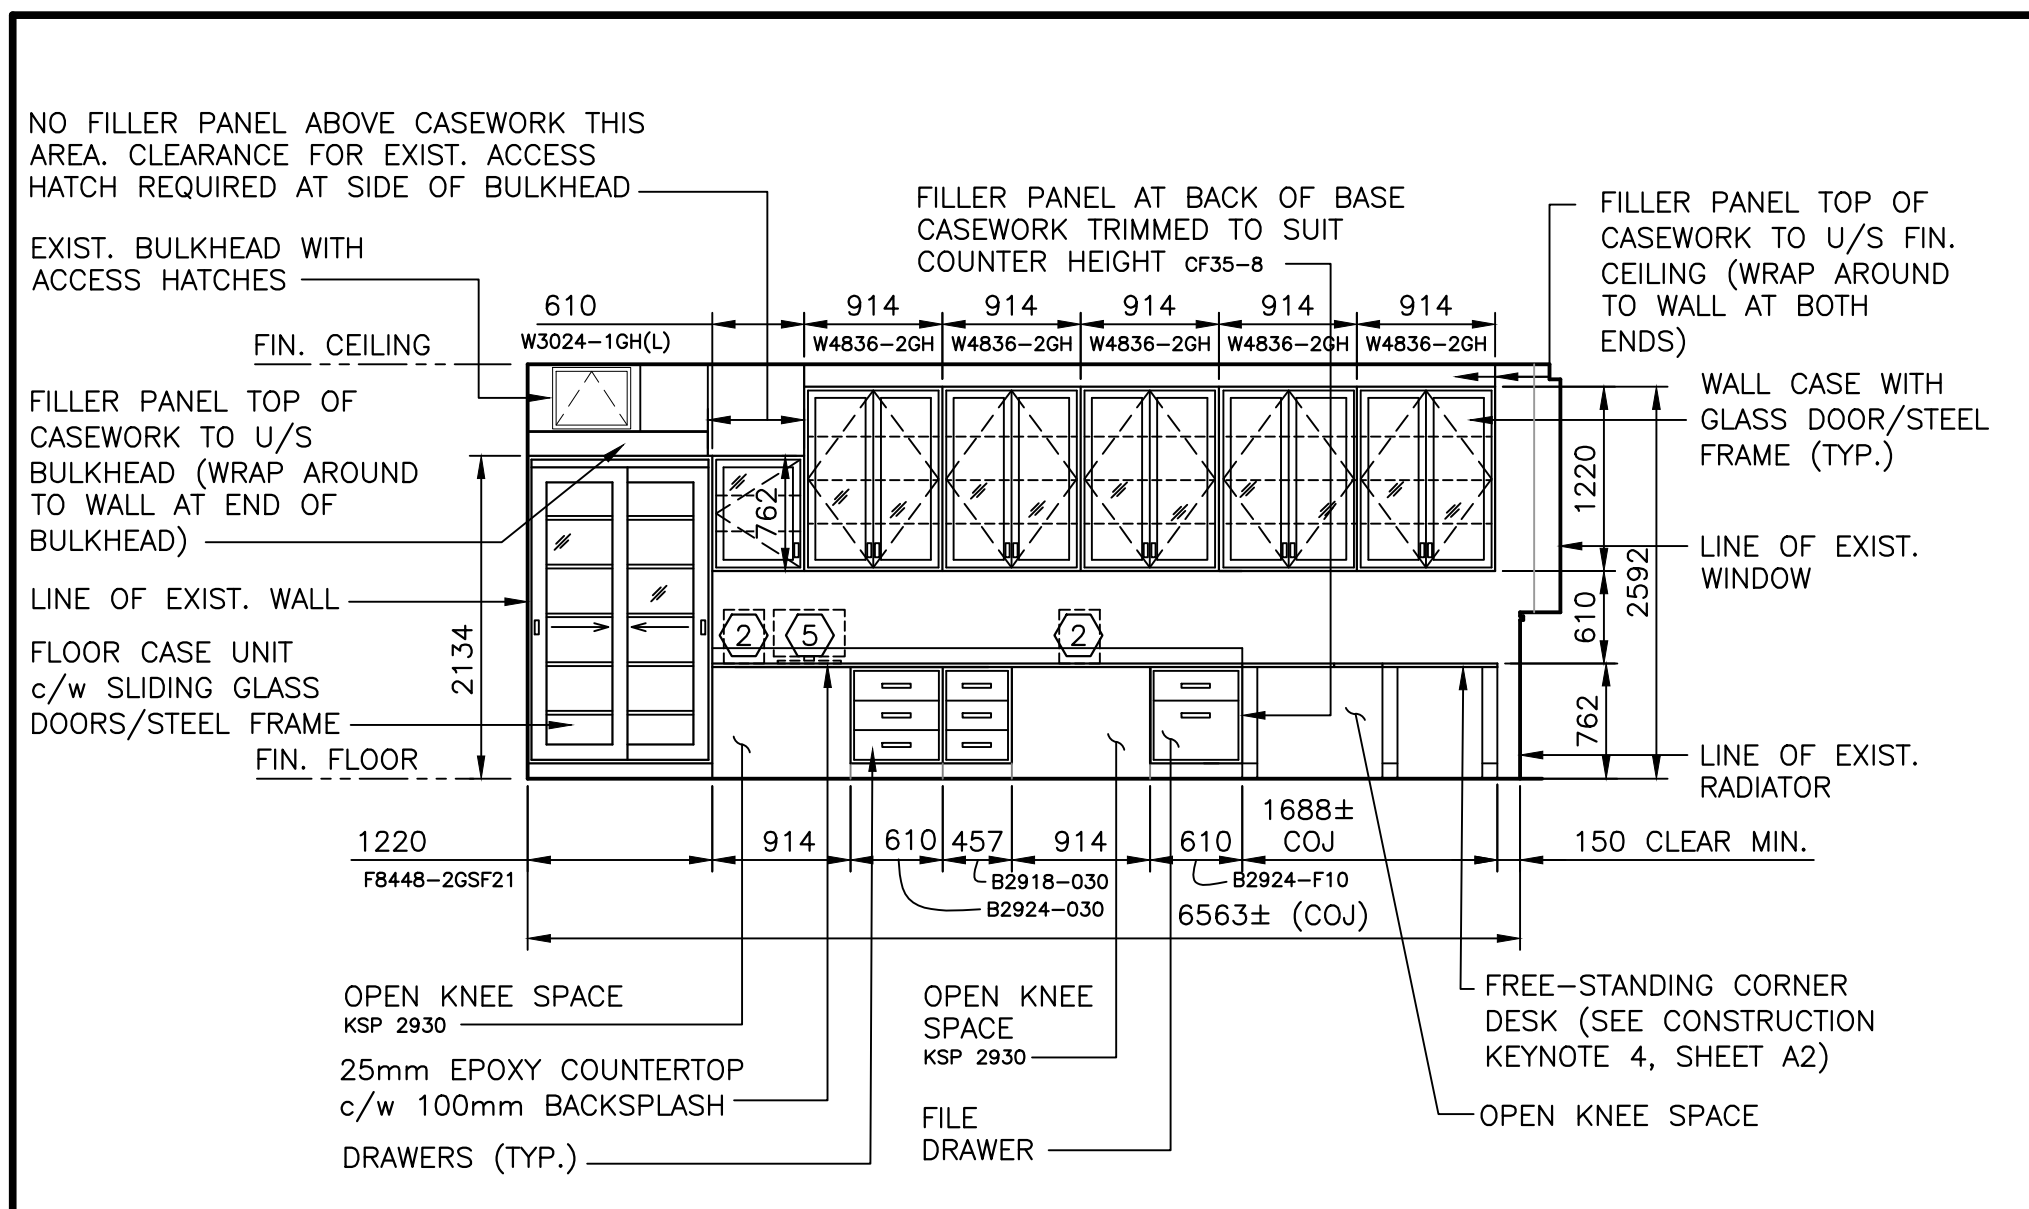 NO FILLER PANEL ABOVE CASEWORK THIS
AREA. CLEARANCE FOR EXIST. ACCESS
HATCH REQUIRED AT SIDE OF BULKHEAD
EXIST. BULKHEAD WITH
ACCESS HATCHES
FILLER PANEL AT BACK OF BASE
CASEWORK TRIMMED TO SUIT
COUNTER HEIGHT CF35-8
FILLER PANEL TOP OF
CASEWORK TO U/S FIN.
CEILING (WRAP AROUND
TO WALL AT BOTH
ENDS)
610
914
914
914
914
914
W3024-1GH(L)
W4836-2GH
W4836-2GH
W4836-2GH
W4836-2GH
W4836-2GH
FIN. CEILING
FILLER PANEL TOP OF
CASEWORK TO U/S
BULKHEAD (WRAP AROUND
TO WALL AT END OF
BULKHEAD)
WALL CASE WITH
GLASS DOOR/STEEL
FRAME (TYP.)
762
1220
2592
610
762
2134
LINE OF EXIST.
WINDOW
LINE OF EXIST. WALL
2
5
2
FLOOR CASE UNIT
c/w SLIDING GLASS
DOORS/STEEL FRAME
FIN. FLOOR
LINE OF EXIST.
RADIATOR
1220
914
610
457
914
610
1688±
COJ
150 CLEAR MIN.
F8448-2GSF21
B2918-030
B2924-030
B2924-F10
6563± (COJ)
OPEN KNEE SPACE
KSP 2930
25mm EPOXY COUNTERTOP
c/w 100mm BACKSPLASH
DRAWERS (TYP.)
OPEN KNEE
SPACE
KSP 2930
FILE
DRAWER
FREE-STANDING CORNER
DESK (SEE CONSTRUCTION
KEYNOTE 4, SHEET A2)
OPEN KNEE SPACE